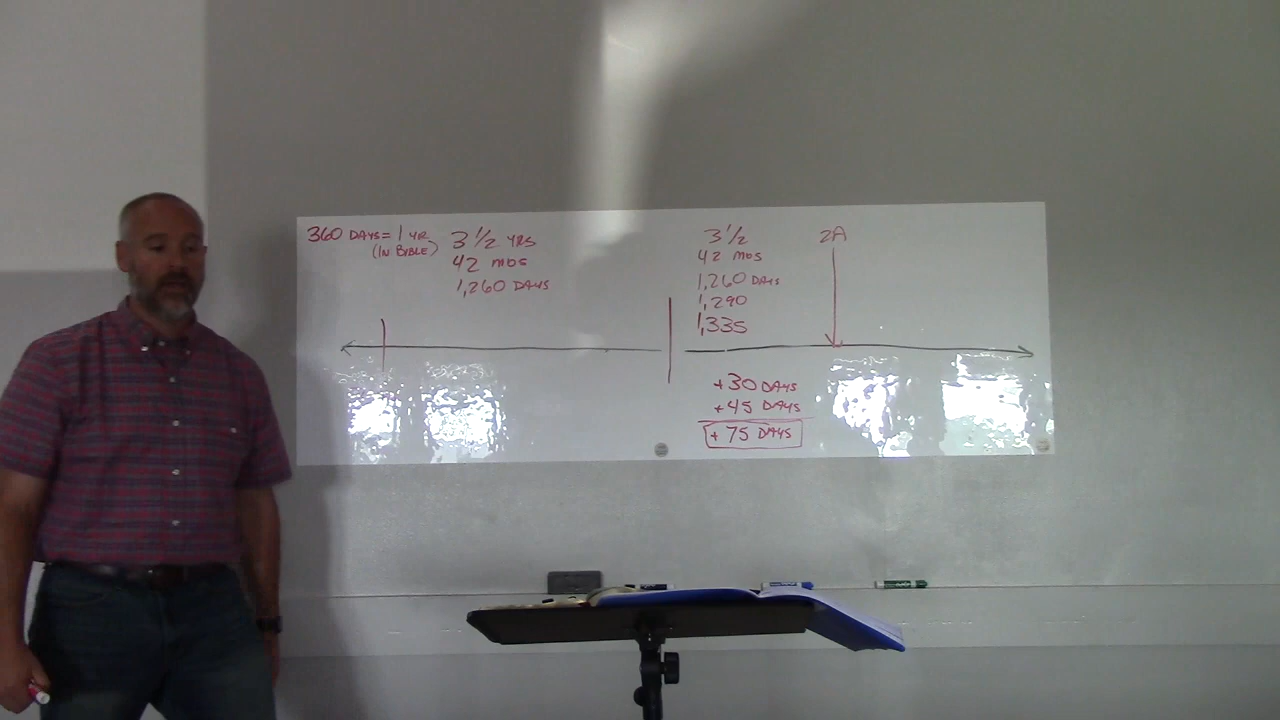 360 DAYS = 1 YR
(IN BIBLE)
3 1/2 YRS
42 MOS
1,260 DAYS
3 1/2
42 MOS
1,260 DAYS
1,290
1,335
2A
+30 DAYS
+45 DAYS
+75 DAYS